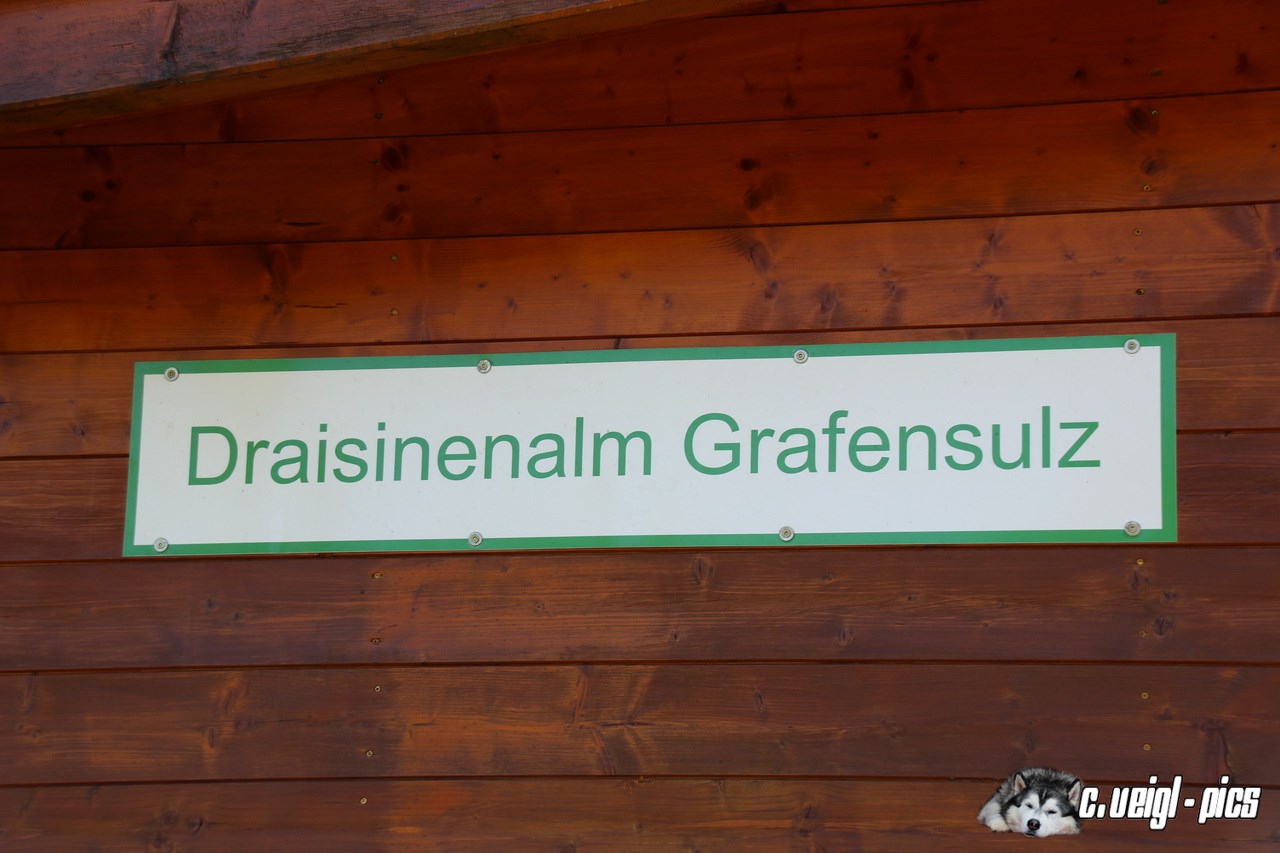 Draisinenalm Grafensulz
c.veigl - pics